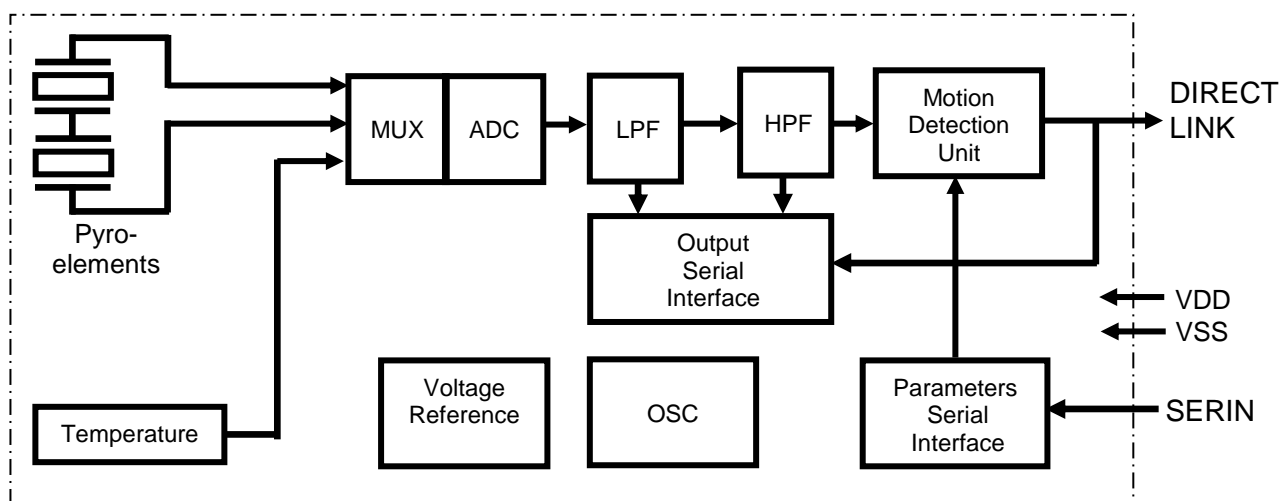 Pyro-
elements
MUX
ADC
LPF
HPF
Motion
Detection
Unit
DIRECT
LINK
Output
Serial
Interface
VDD
VSS
Temperature
Voltage
Reference
OSC
Parameters
Serial
Interface
SERIN